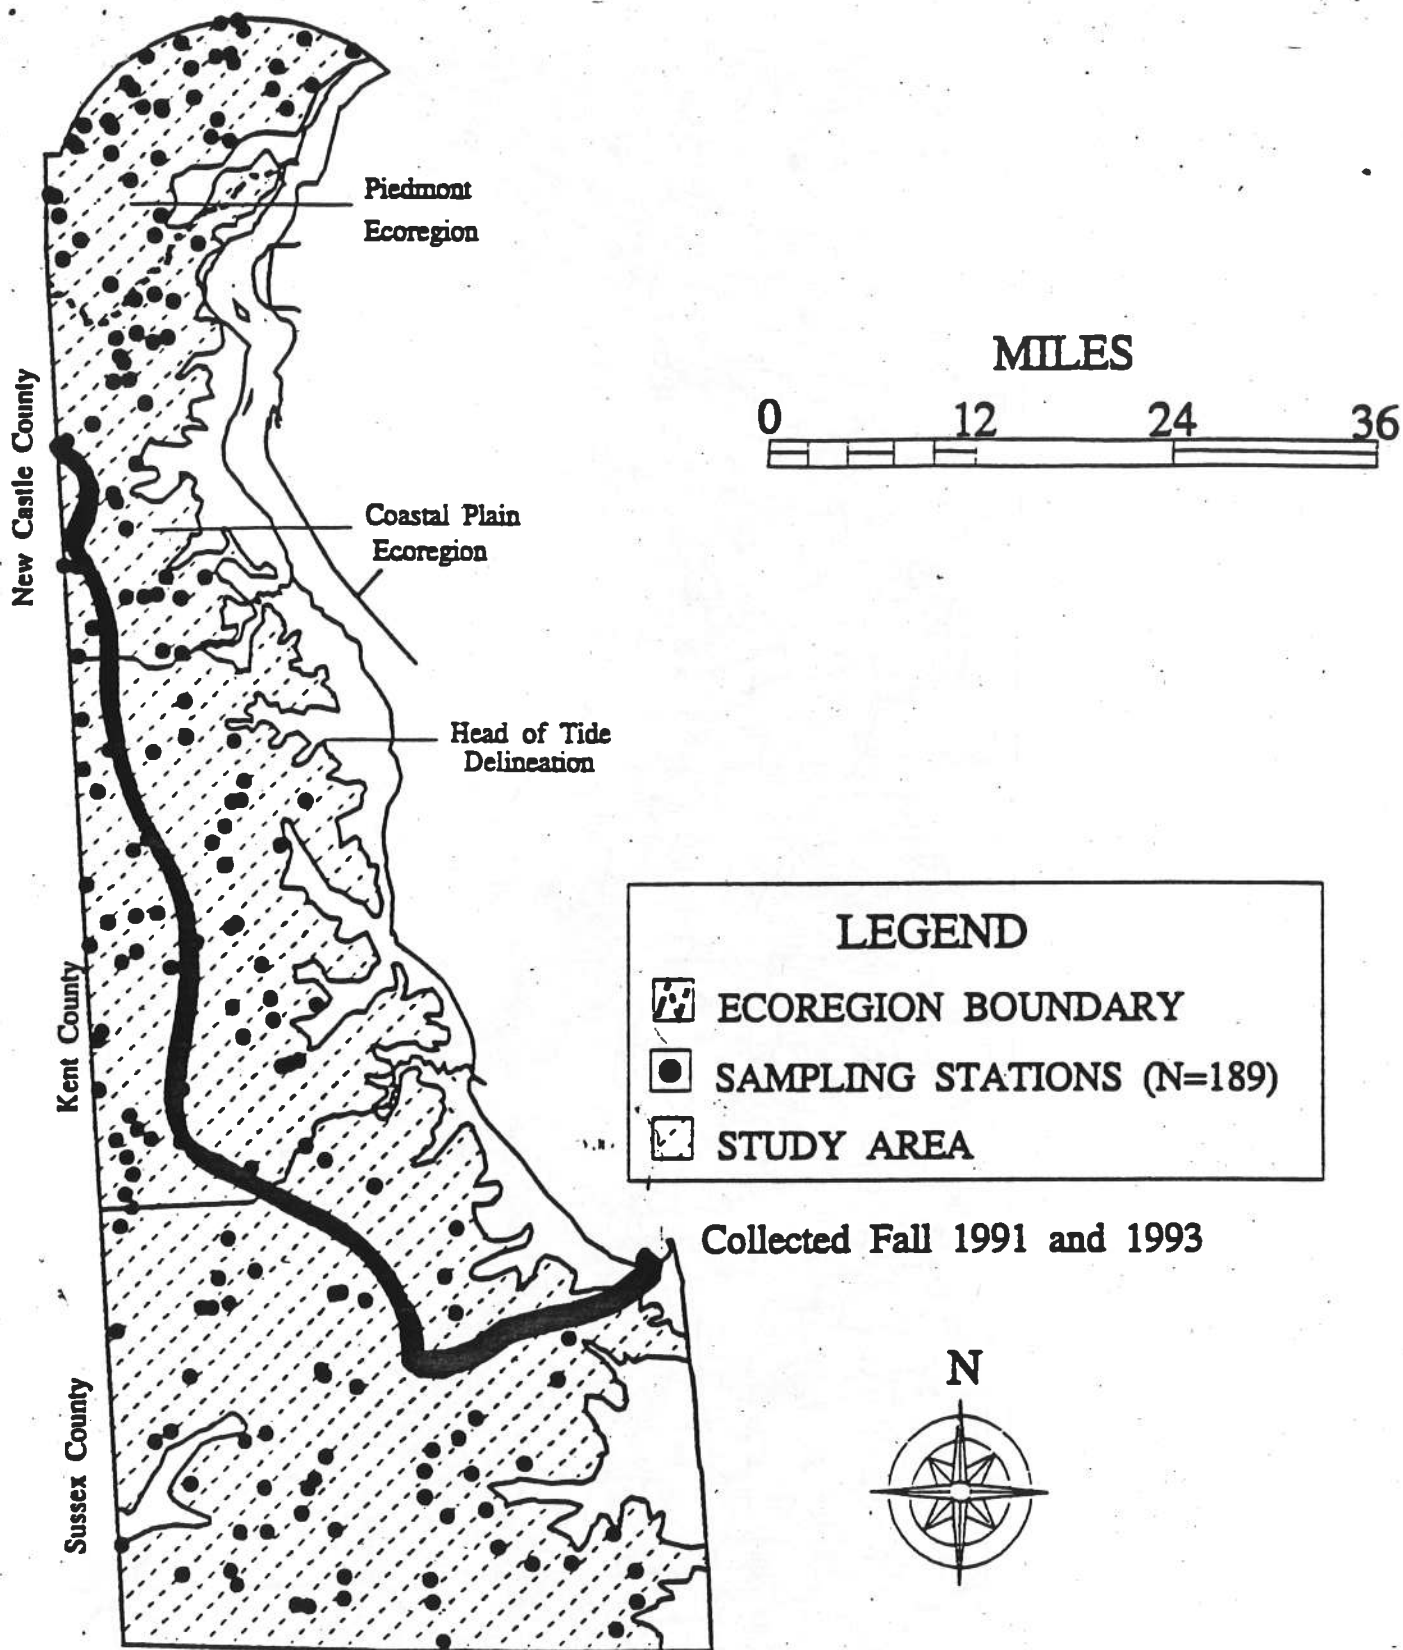 Piedmont
Ecoregion
MILES
0 12 24 36
New Castle County
Coastal Plain
Ecoregion
Head of Tide
Delineation
LEGEND
ECOREGION BOUNDARY
SAMPLING STATIONS (N=189)
STUDY AREA
Kent County
Collected Fall 1991 and 1993
N
Sussex County